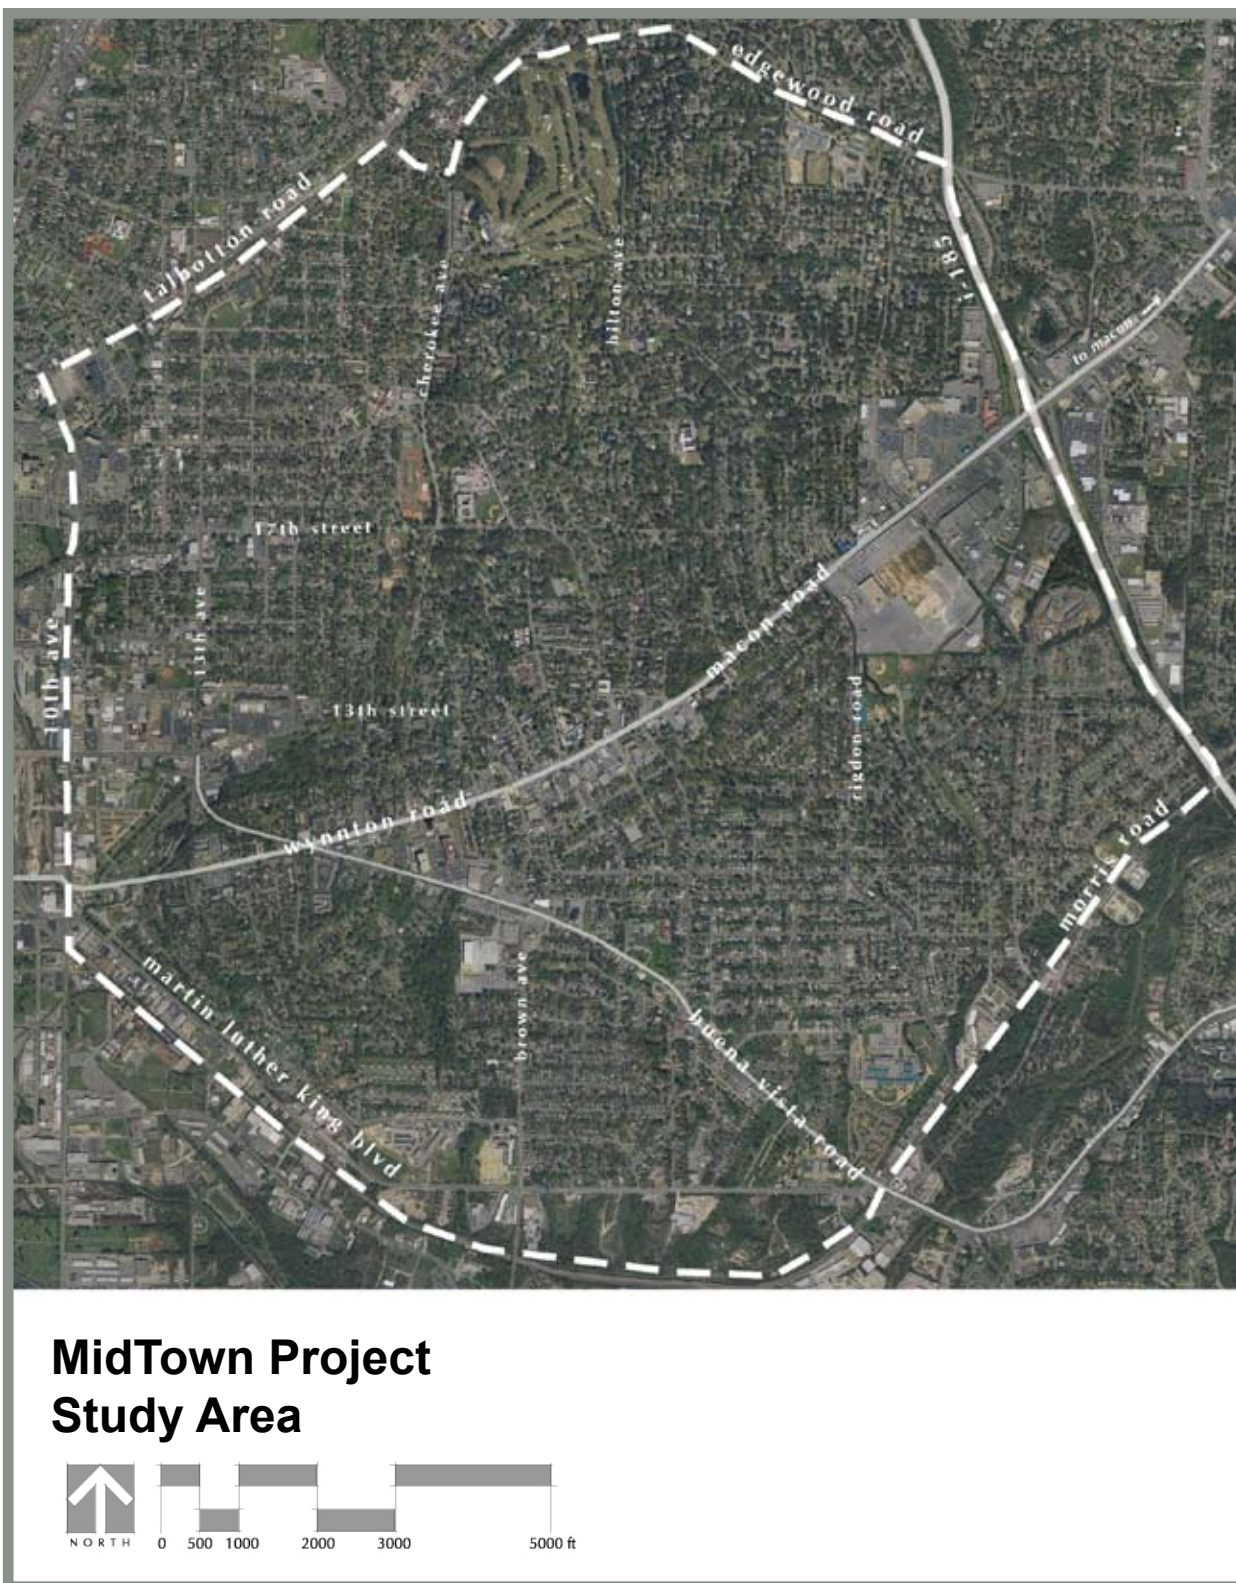 edgewood road
talbotton road
i-185
cherokee ave
hilton ave
to macon
17th street
macon road
10th ave
13th ave
13th street
rigdon road
wynnton road
morris road
martin luther king blvd
brown ave
buena vista road
MidTown Project
Study Area
NORTH
0 500 1000 2000 3000 5000 ft